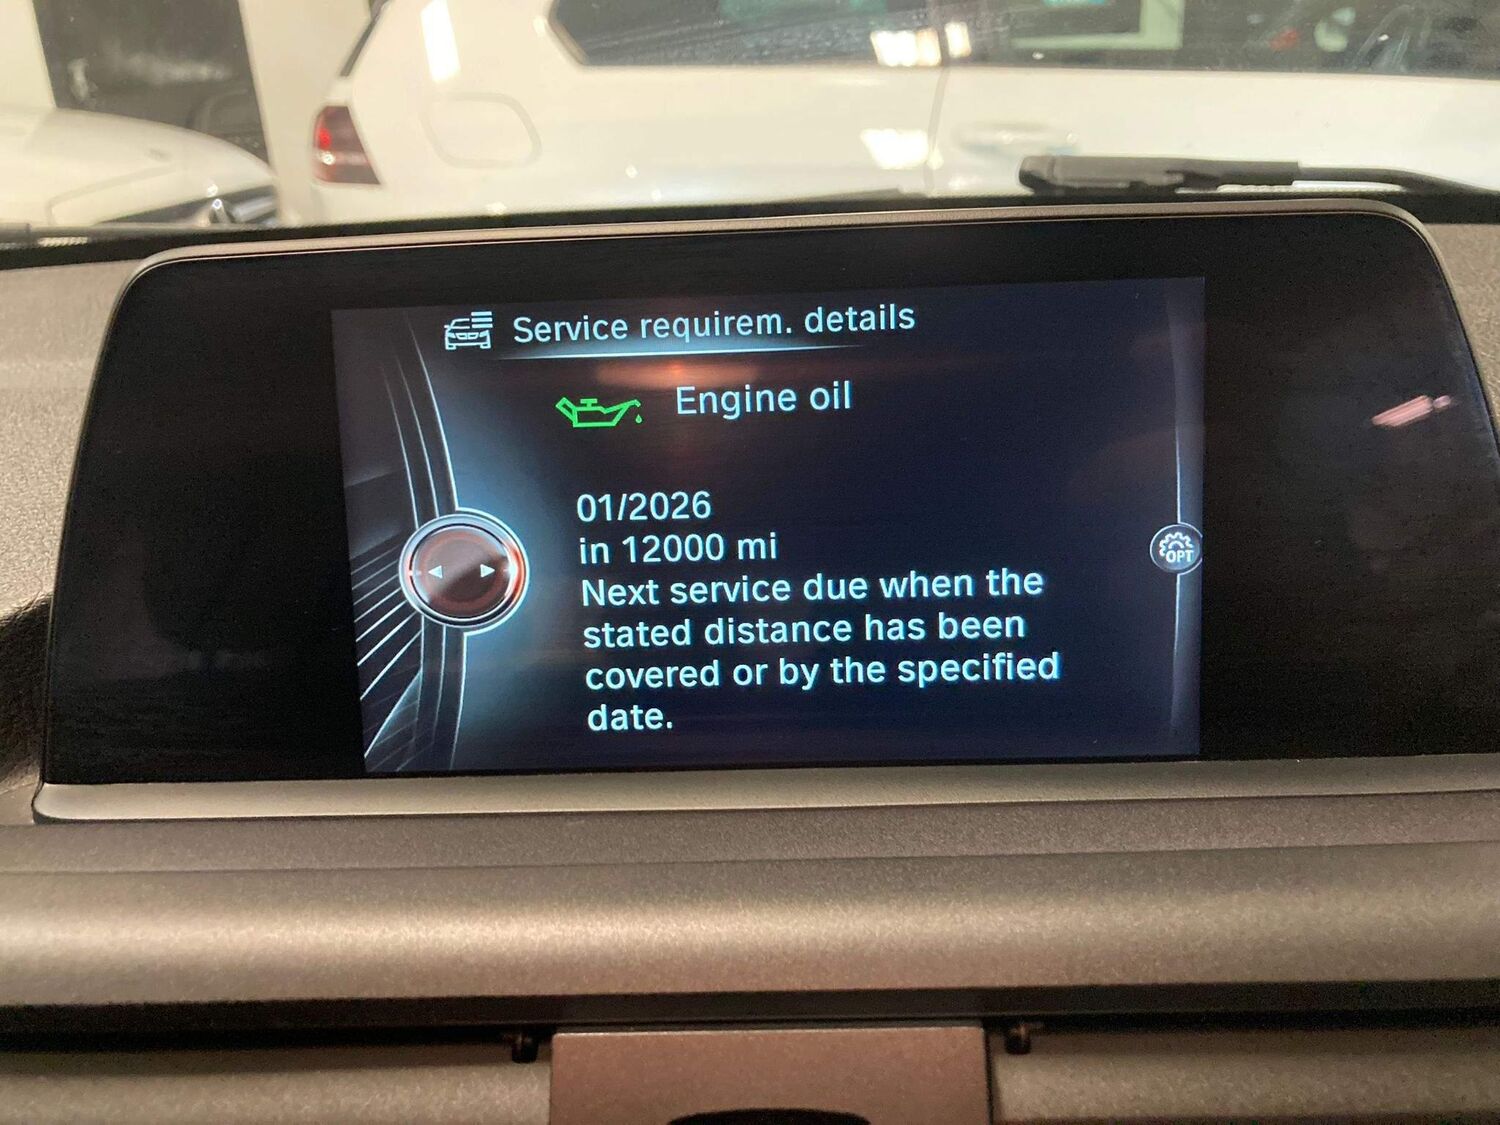 Service requirem. details
Engine oil
01/2026
in 12000 mi
Next service due when the
stated distance has been
covered or by the specified
date.
OPT